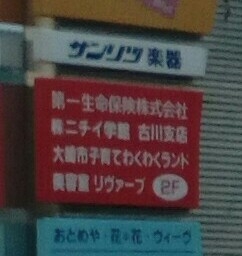 サンリツ楽器
第一生命保険株式会社
㈱ニチイ学館 古川支店
大崎市子育てわくわくランド
美容室 リヴァーブ 2F
おとめや・花・花・ヴィーヴ